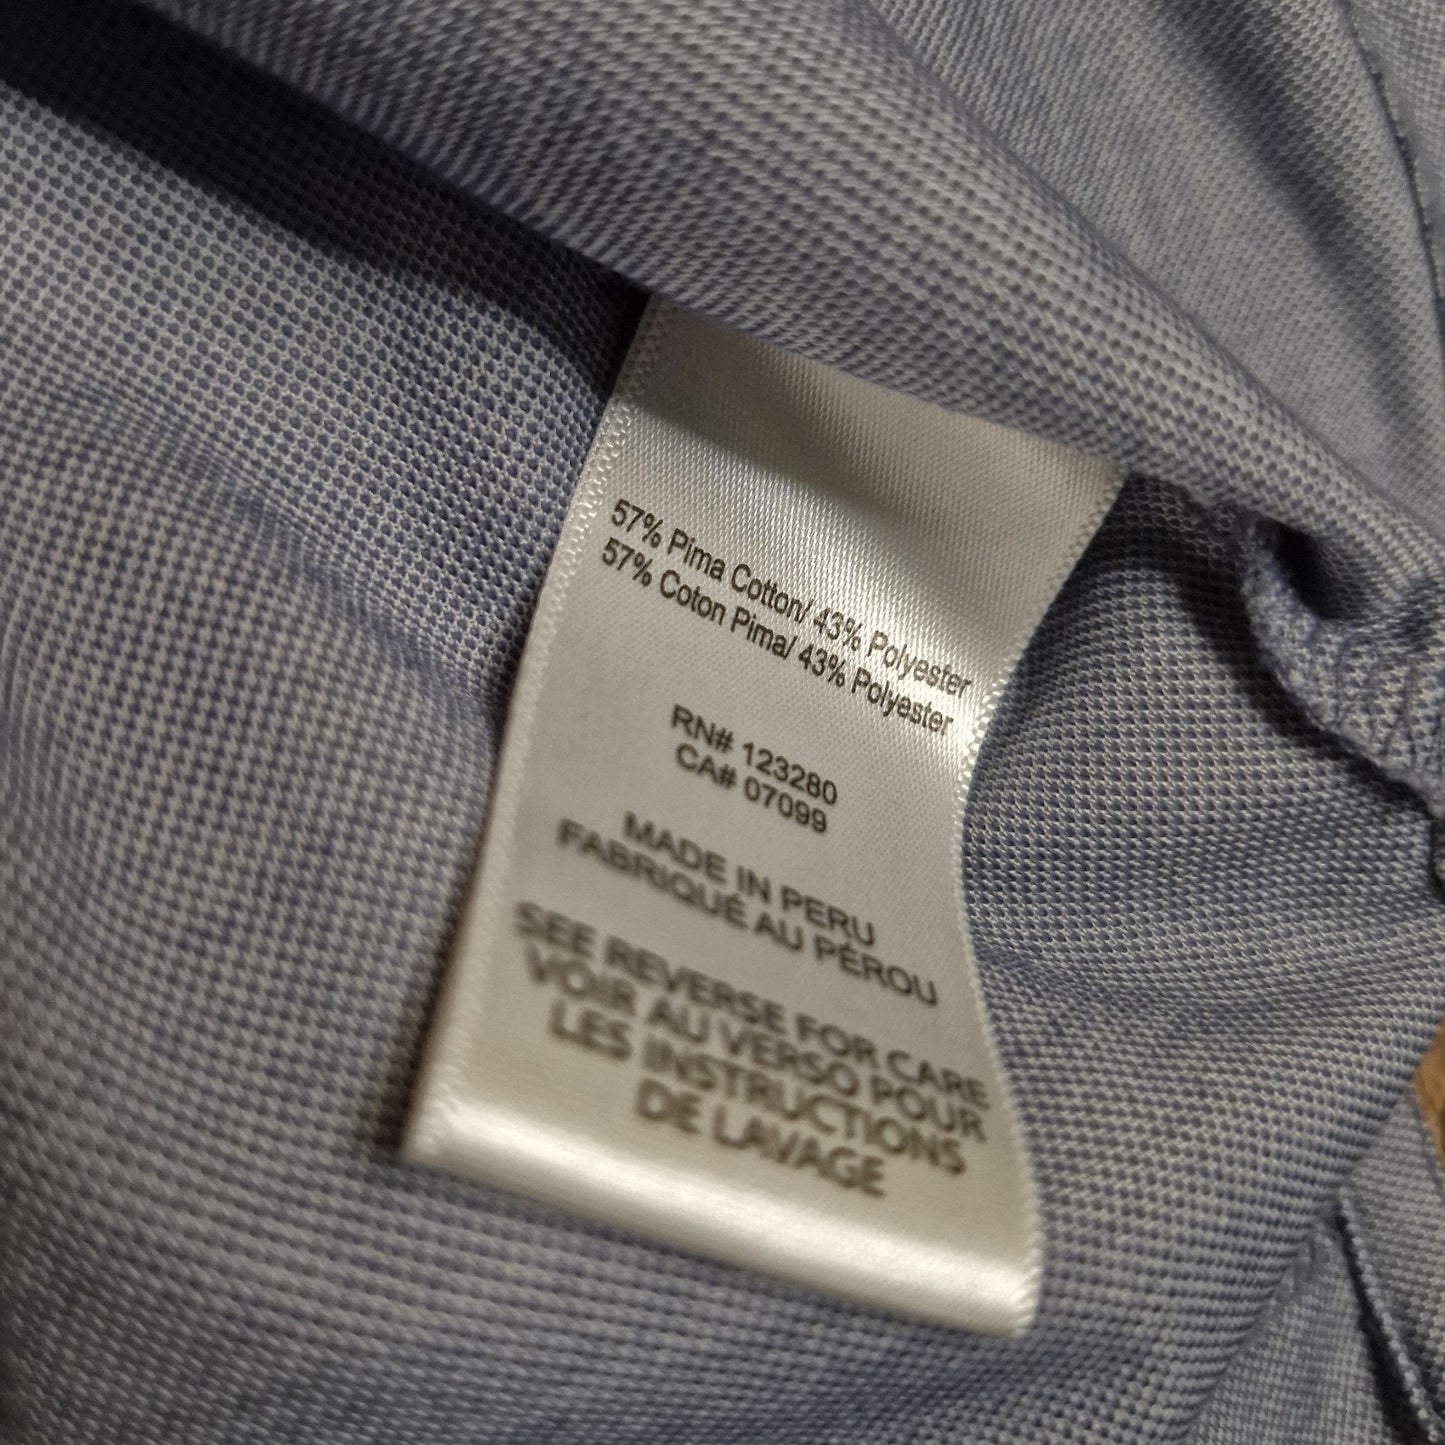 57% Pima Cotton/ 43% Polyester
57% Coton Pima/ 43% Polyester
RN# 123280
CA# 07099
MADE IN PERU
FABRIQUÉ AU PÉROU
SEE REVERSE FOR CARE
VOIR AU VERSO POUR
LES INSTRUCTIONS
DE LAVAGE